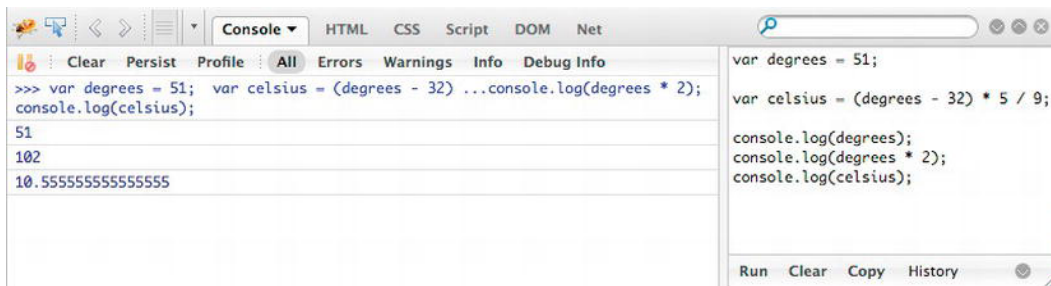 Console ▾ HTML CSS Script DOM Net
Clear Persist Profile All Errors Warnings Info Debug Info
>>> var degrees = 51;  var celsius = (degrees - 32) ...console.log(degrees * 2);
console.log(celsius);
51
102
10.555555555555555
var degrees = 51;
var celsius = (degrees - 32) * 5 / 9;
console.log(degrees);
console.log(degrees * 2);
console.log(celsius);
Run Clear Copy History